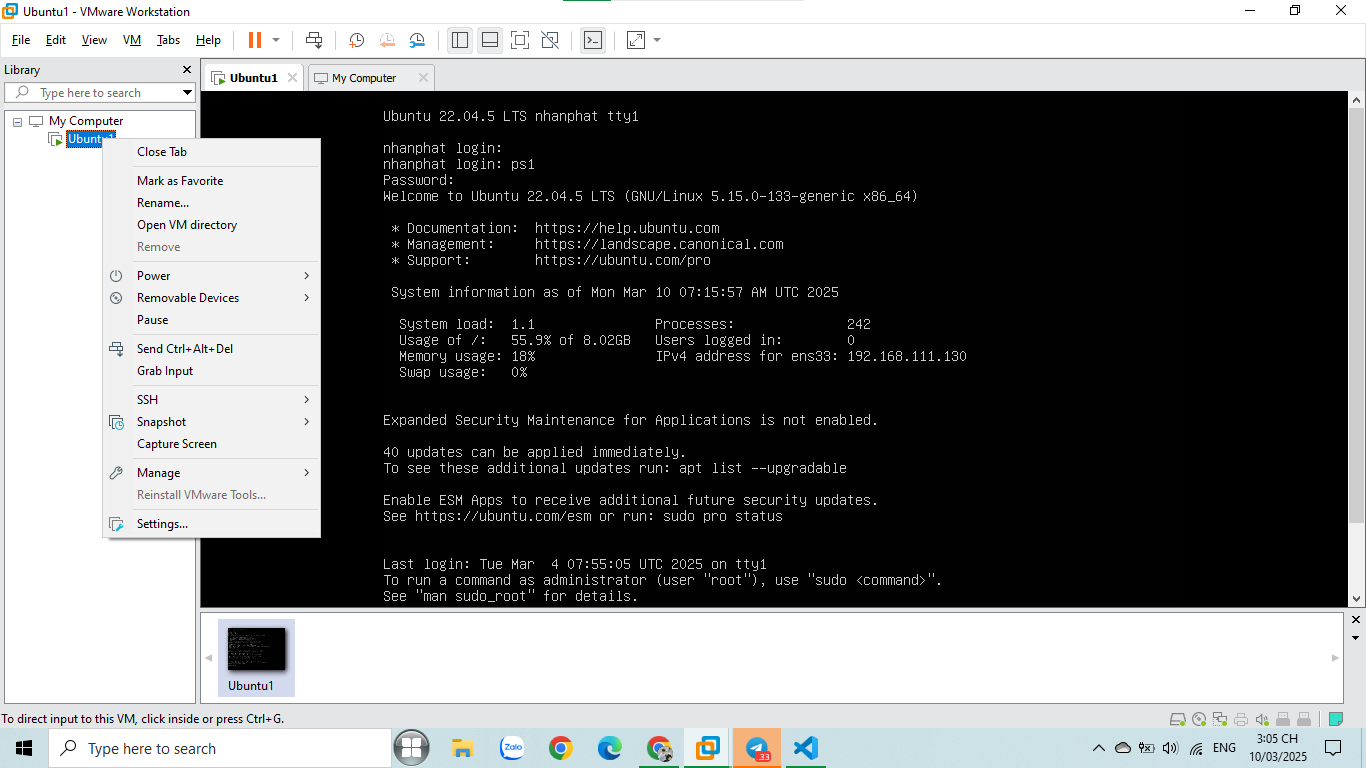 Ubuntu1 - VMware Workstation
File Edit View VM Tabs Help
Library
Type here to search
My Computer
Ubuntu1
Close Tab
Mark as Favorite
Rename...
Open VM directory
Remove
Power
Removable Devices
Pause
Send Ctrl+Alt+Del
Grab Input
SSH
Snapshot
Capture Screen
Manage
Reinstall VMware Tools...
Settings...
Ubuntu1
My Computer
Ubuntu 22.04.5 LTS nhanphat tty1
nhanphat login:
nhanphat login: ps1
Password:
Welcome to Ubuntu 22.04.5 LTS (GNU/Linux 5.15.0-133-generic x86_64)
* Documentation: https://help.ubuntu.com
* Management: https://landscape.canonical.com
* Support: https://ubuntu.com/pro
System information as of Mon Mar 10 07:15:57 AM UTC 2025
System load: 1.1 Processes: 242
Usage of /: 55.9% of 8.02GB Users logged in: 0
Memory usage: 18% IPv4 address for ens33: 192.168.111.130
Swap usage: 0%
Expanded Security Maintenance for Applications is not enabled.
40 updates can be applied immediately.
To see these additional updates run: apt list --upgradable
Enable ESM Apps to receive additional future security updates.
See https://ubuntu.com/esm or run: sudo pro status
Last login: Tue Mar  4 07:55:05 UTC 2025 on tty1
To run a command as administrator (user "root"), use "sudo <command>".
See "man sudo_root" for details.
Ubuntu1
To direct input to this VM, click inside or press Ctrl+G.
Type here to search
Zalo
33
ENG
3:05 CH
10/03/2025